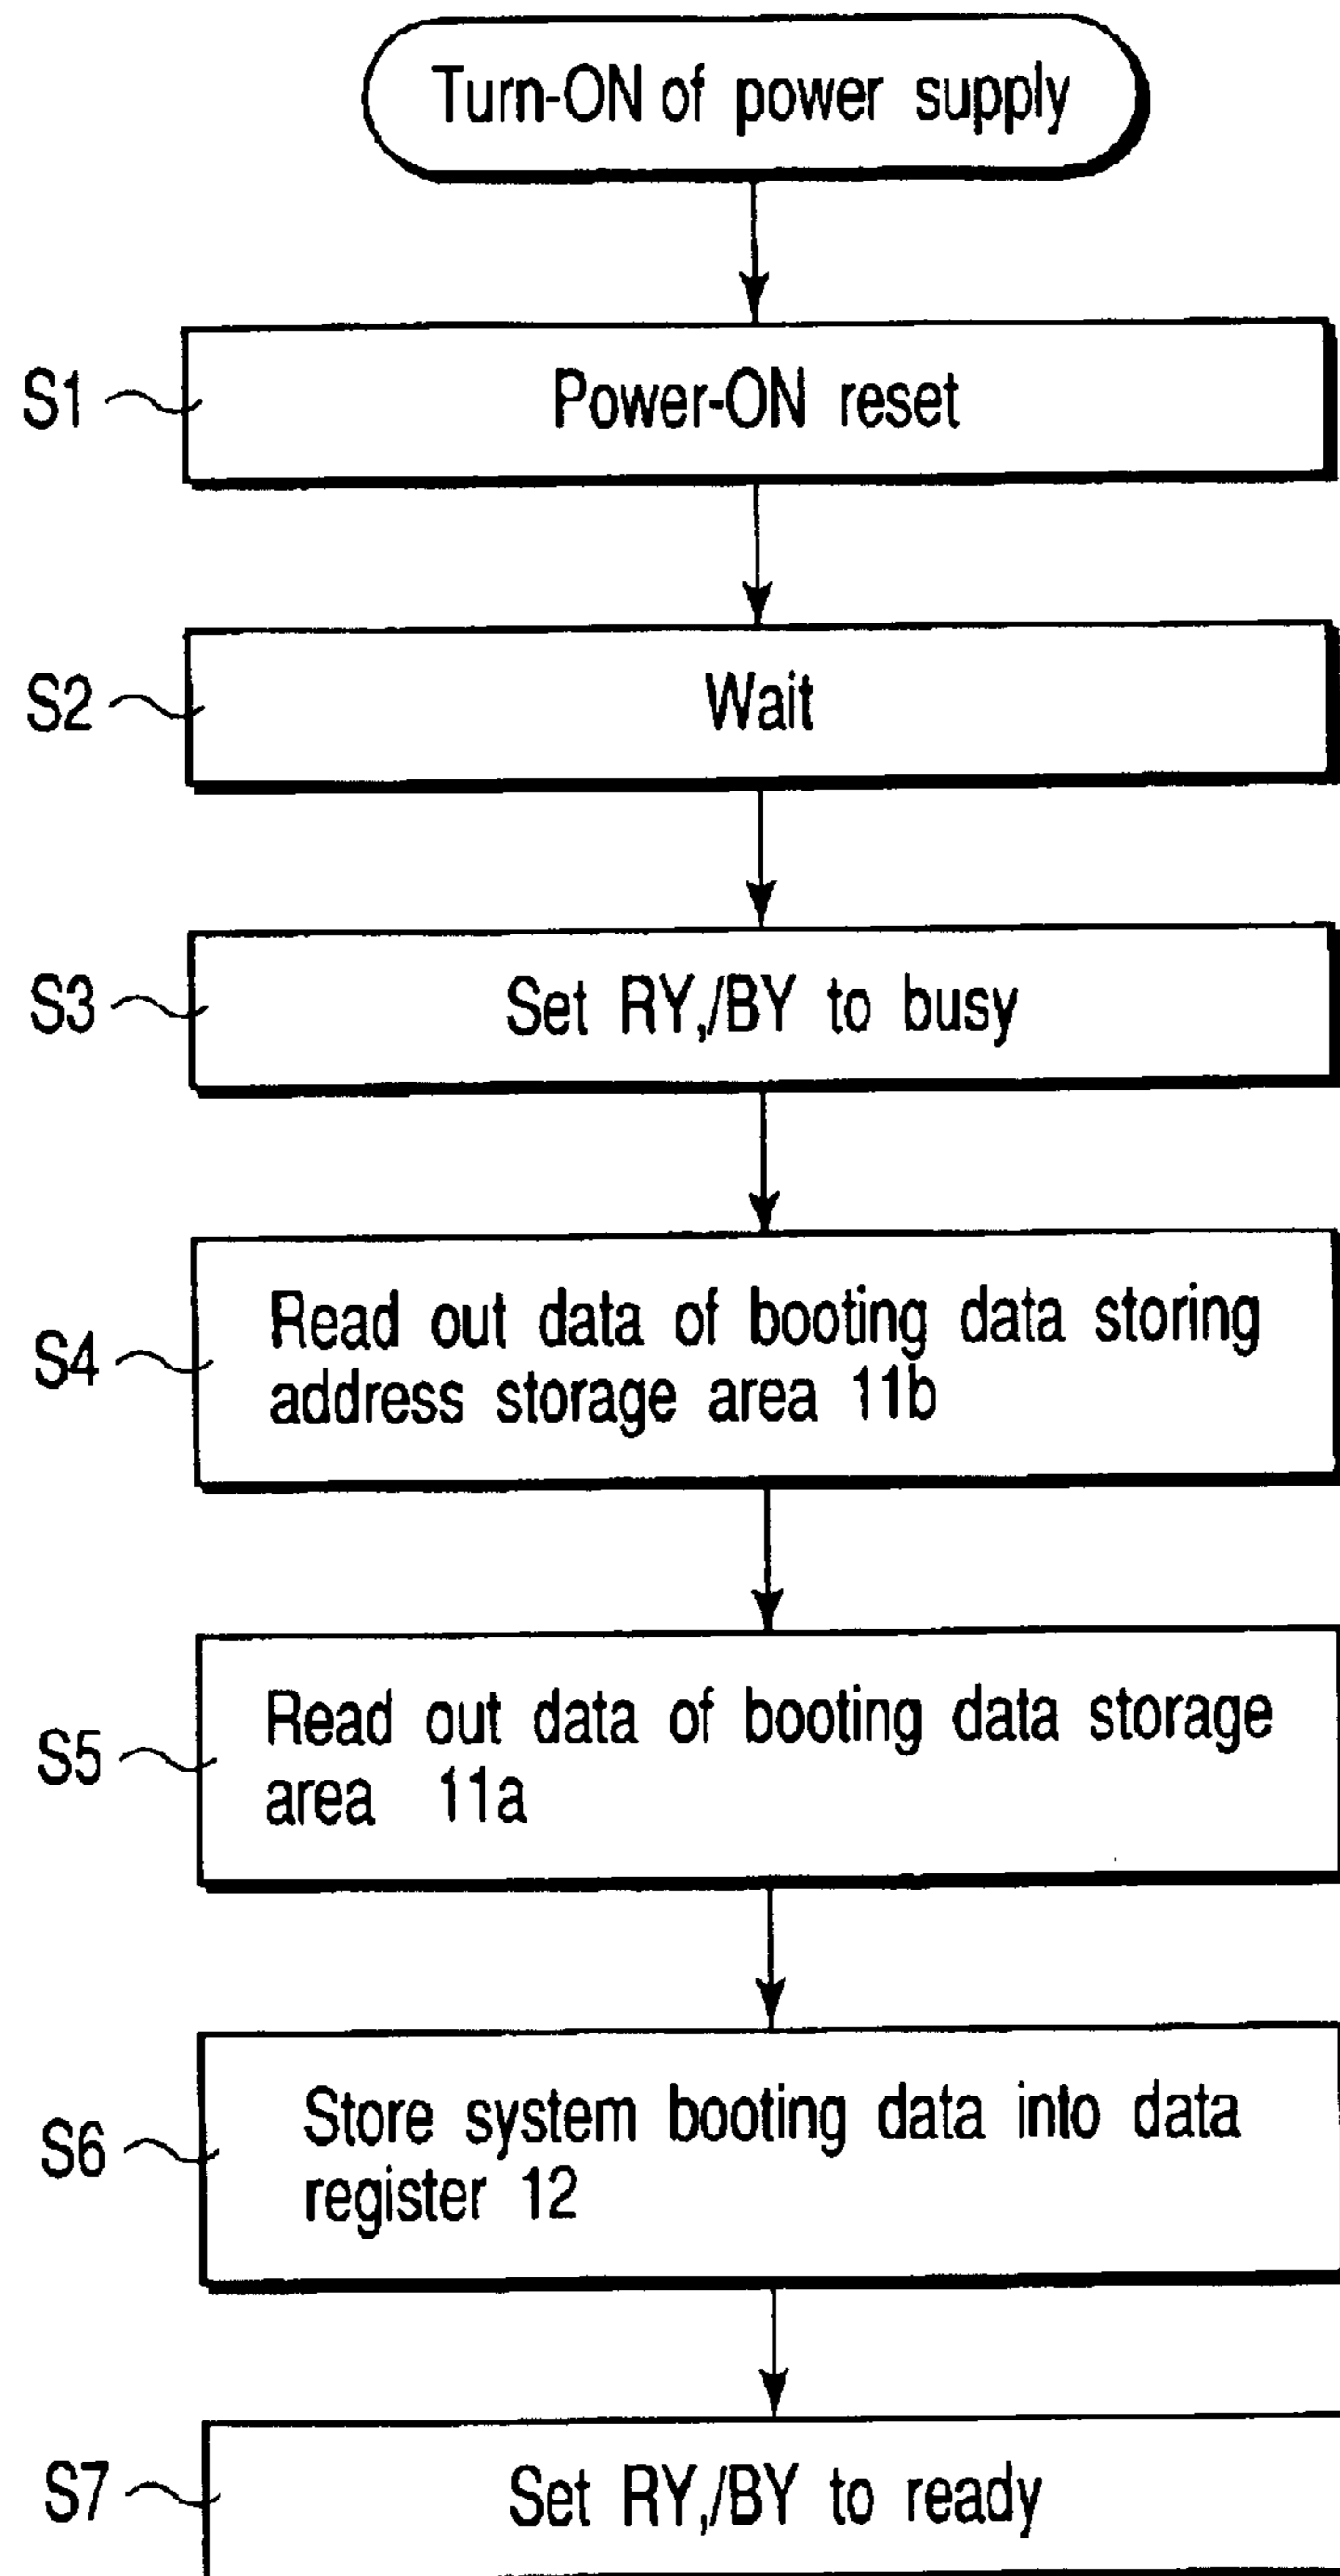 Turn-ON of power supply
S1
Power-ON reset
S2
Wait
S3
Set RY,/BY to busy
S4
Read out data of booting data storing
address storage area 11b
S5
Read out data of booting data storage
area 11a
S6
Store system booting data into data
register 12
S7
Set RY,/BY to ready